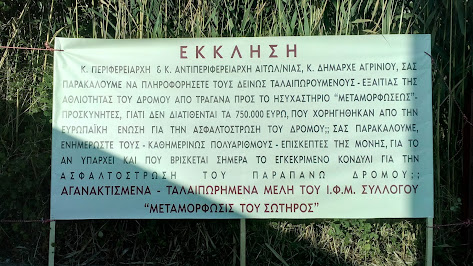 ΕΚΚΛΗΣΗ
Κ. ΠΕΡΙΦΕΡΕΙΑΡΧΗ & Κ. ΑΝΤΙΠΕΡΙΦΕΡΕΙΑΡΧΗ ΑΙΤΩΛ/ΝΙΑΣ, Κ. ΔΗΜΑΡΧΕ ΑΓΡΙΝΙΟΥ, ΣΑΣ
ΠΑΡΑΚΑΛΟΥΜΕ ΝΑ ΠΛΗΡΟΦΟΡΗΣΕΤΕ ΤΟΥΣ ΔΕΙΝΩΣ ΤΑΛΑΙΠΩΡΟΥΜΕΝΟΥΣ - ΕΞΑΙΤΙΑΣ ΤΗΣ
ΑΘΛΙΟΤΗΤΑΣ ΤΟΥ ΔΡΟΜΟΥ ΑΠΟ ΤΡΑΓΑΝΑ ΠΡΟΣ ΤΟ ΗΣΥΧΑΣΤΗΡΙΟ "ΜΕΤΑΜΟΡΦΩΣΕΩΣ"-
ΠΡΟΣΚΥΝΗΤΕΣ, ΓΙΑΤΙ ΔΕΝ ΔΙΑΤΙΘΕΝΤΑΙ ΤΑ 750.000 ΕΥΡΩ, ΠΟΥ ΧΟΡΗΓΗΘΗΚΑΝ ΑΠΟ ΤΗΝ
ΕΥΡΩΠΑΪΚΗ ΕΝΩΣΗ ΓΙΑ ΤΗΝ ΑΣΦΑΛΤΟΣΤΡΩΣΗ ΤΟΥ ΔΡΟΜΟΥ;; ΣΑΣ ΠΑΡΑΚΑΛΟΥΜΕ,
ΕΝΗΜΕΡΩΣΤΕ ΤΟΥΣ - ΚΑΘΗΜΕΡΙΝΩΣ ΠΟΛΥΑΡΙΘΜΟΥΣ - ΕΠΙΣΚΕΠΤΕΣ ΤΗΣ ΜΟΝΗΣ, ΓΙΑ ΤΟ
ΑΝ ΥΠΑΡΧΕΙ ΚΑΙ ΠΟΥ ΒΡΙΣΚΕΤΑΙ ΣΗΜΕΡΑ ΤΟ ΕΓΚΕΚΡΙΜΕΝΟ ΚΟΝΔΥΛΙ ΓΙΑ ΤΗΝ
ΑΣΦΑΛΤΟΣΤΡΩΣΗ ΤΟΥ ΠΑΡΑΠΑΝΩ ΔΡΟΜΟΥ;;
ΑΓΑΝΑΚΤΙΣΜΕΝΑ - ΤΑΛΑΙΠΩΡΗΜΕΝΑ ΜΕΛΗ ΤΟΥ Ι.Φ.Μ. ΣΥΛΛΟΓΟΥ
"ΜΕΤΑΜΟΡΦΩΣΙΣ ΤΟΥ ΣΩΤΗΡΟΣ"